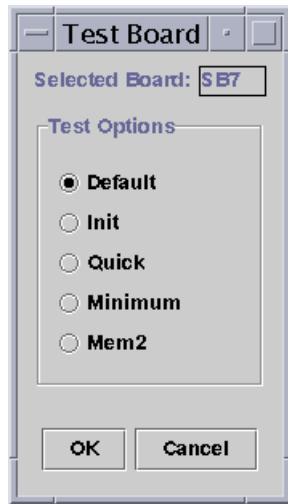 Test Board
Selected Board: SB7
Test Options
Default
Init
Quick
Minimum
Mem2
OK Cancel